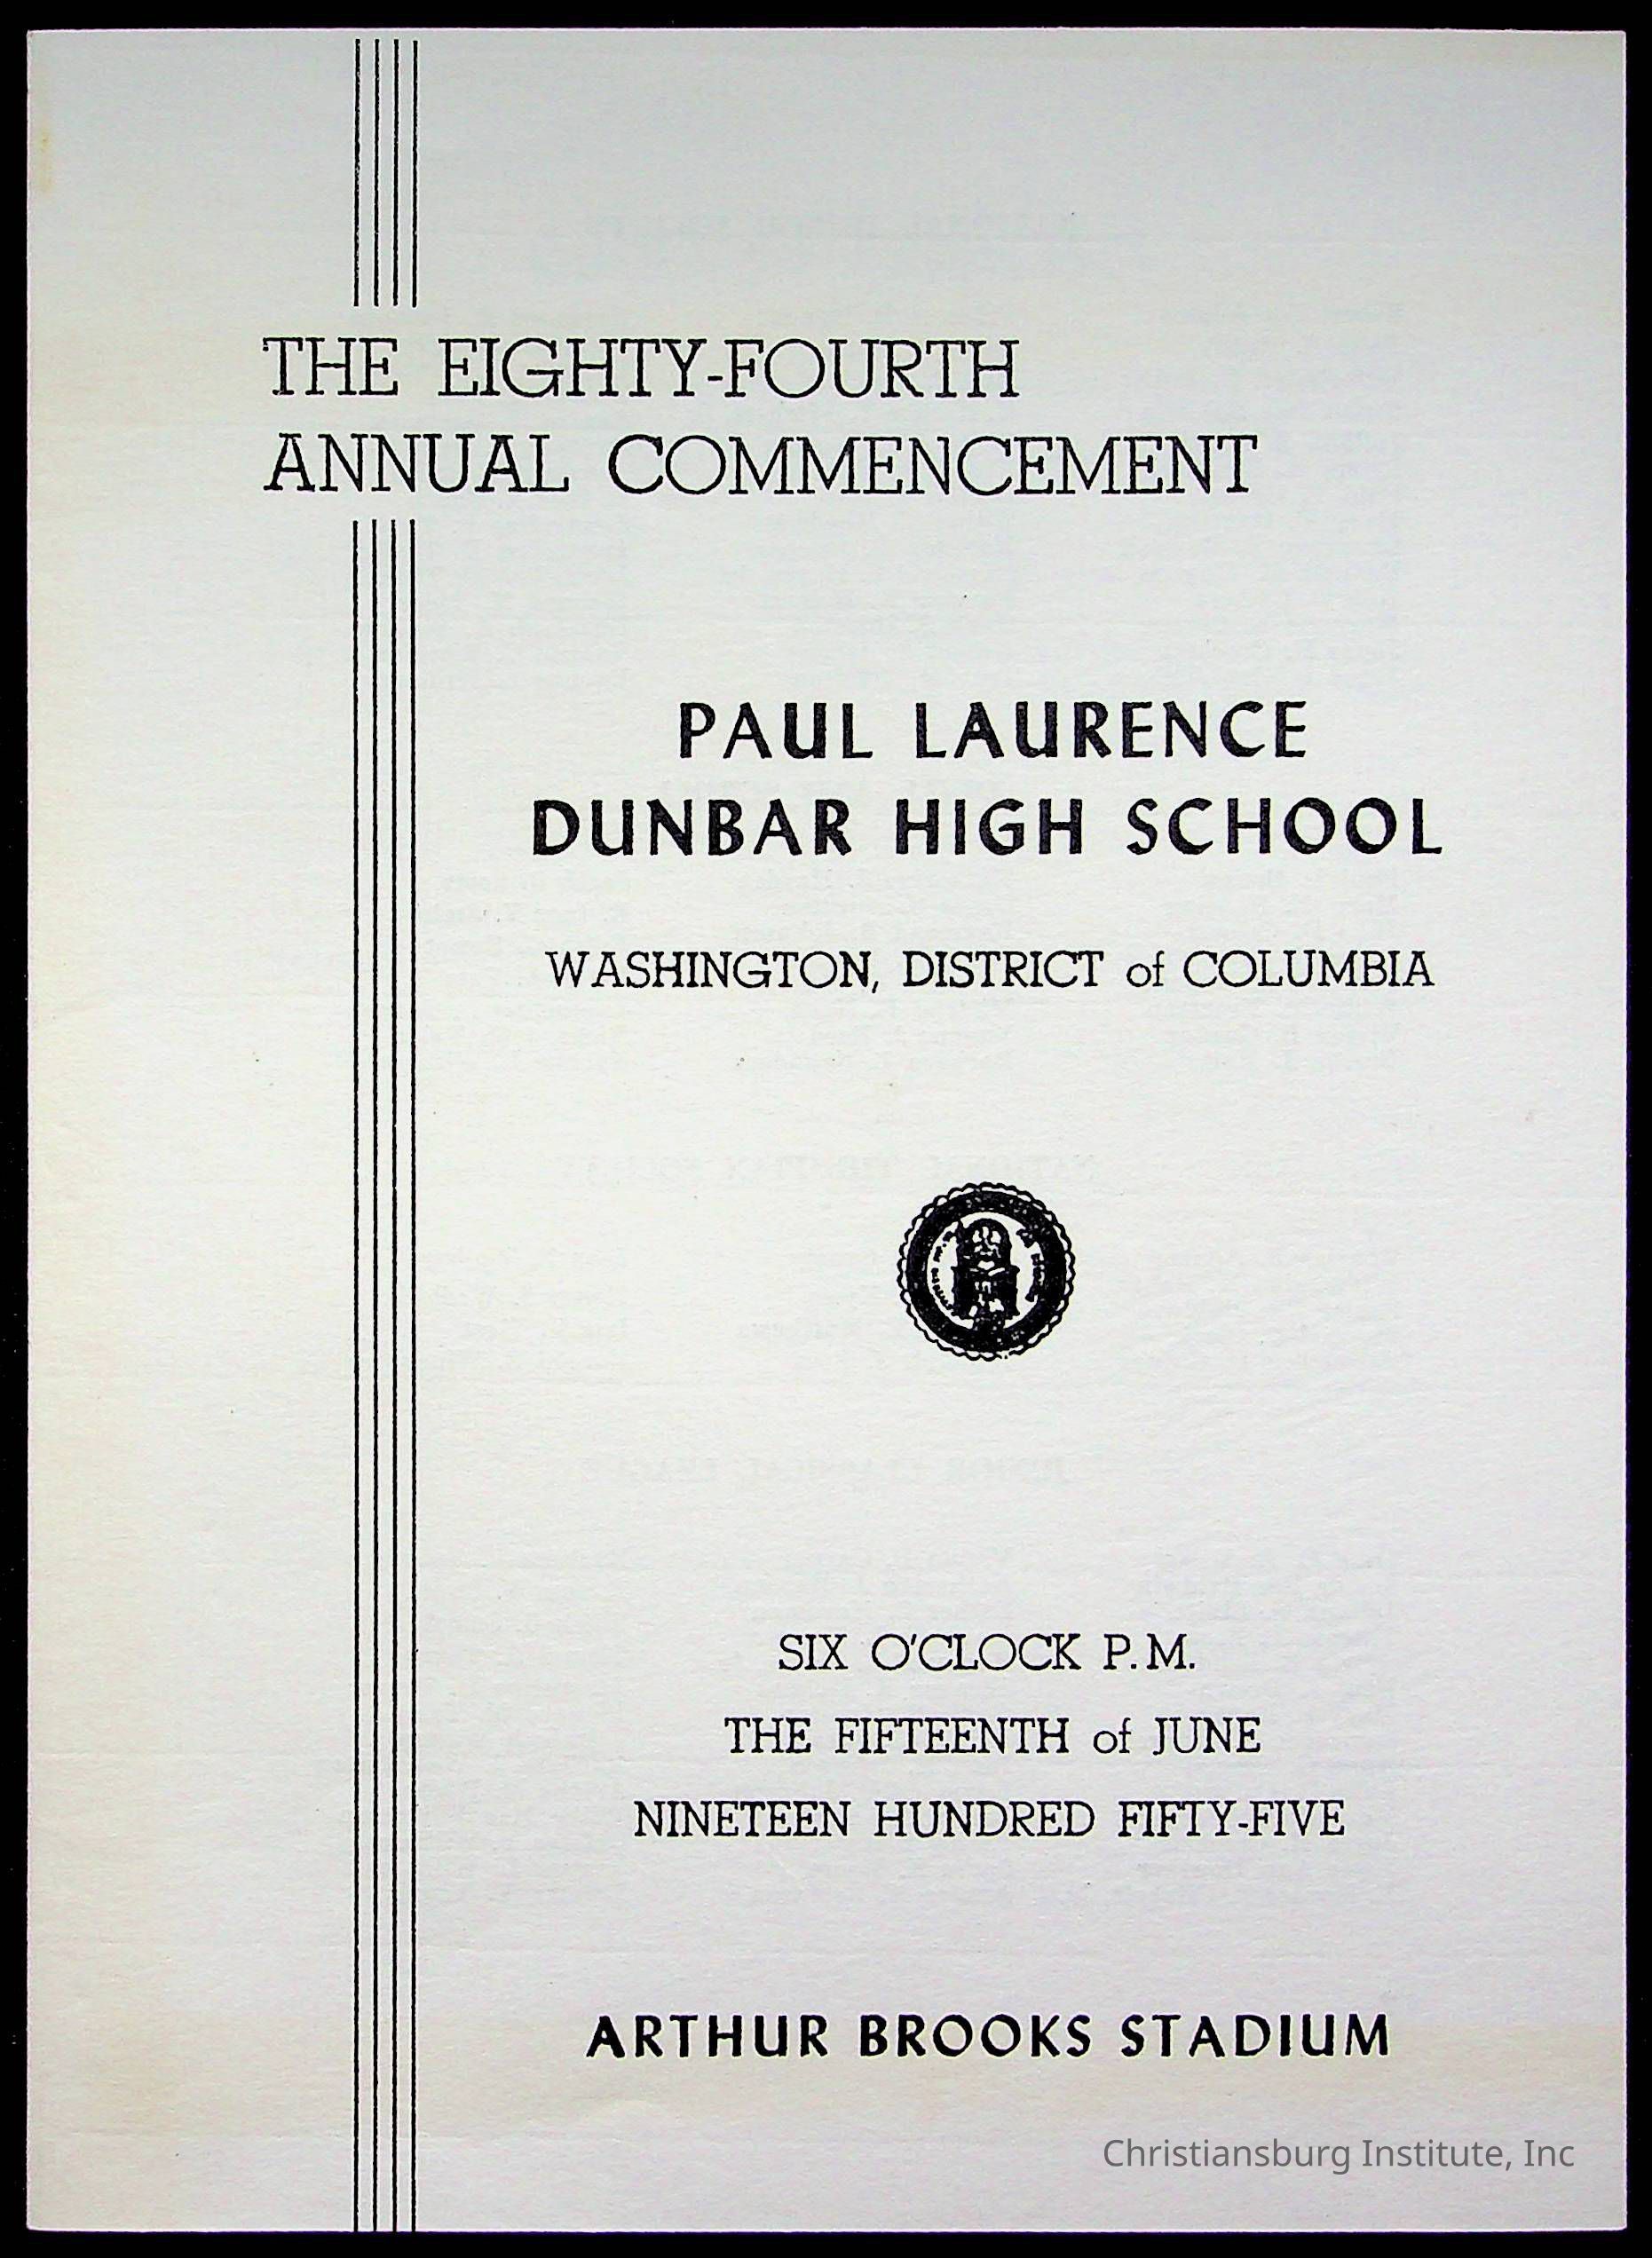 THE EIGHTY-FOURTH
ANNUAL COMMENCEMENT
PAUL LAURENCE
DUNBAR HIGH SCHOOL
WASHINGTON, DISTRICT of COLUMBIA
SIX O'CLOCK P.M.
THE FIFTEENTH of JUNE
NINETEEN HUNDRED FIFTY-FIVE
ARTHUR BROOKS STADIUM
Christiansburg Institute, Inc